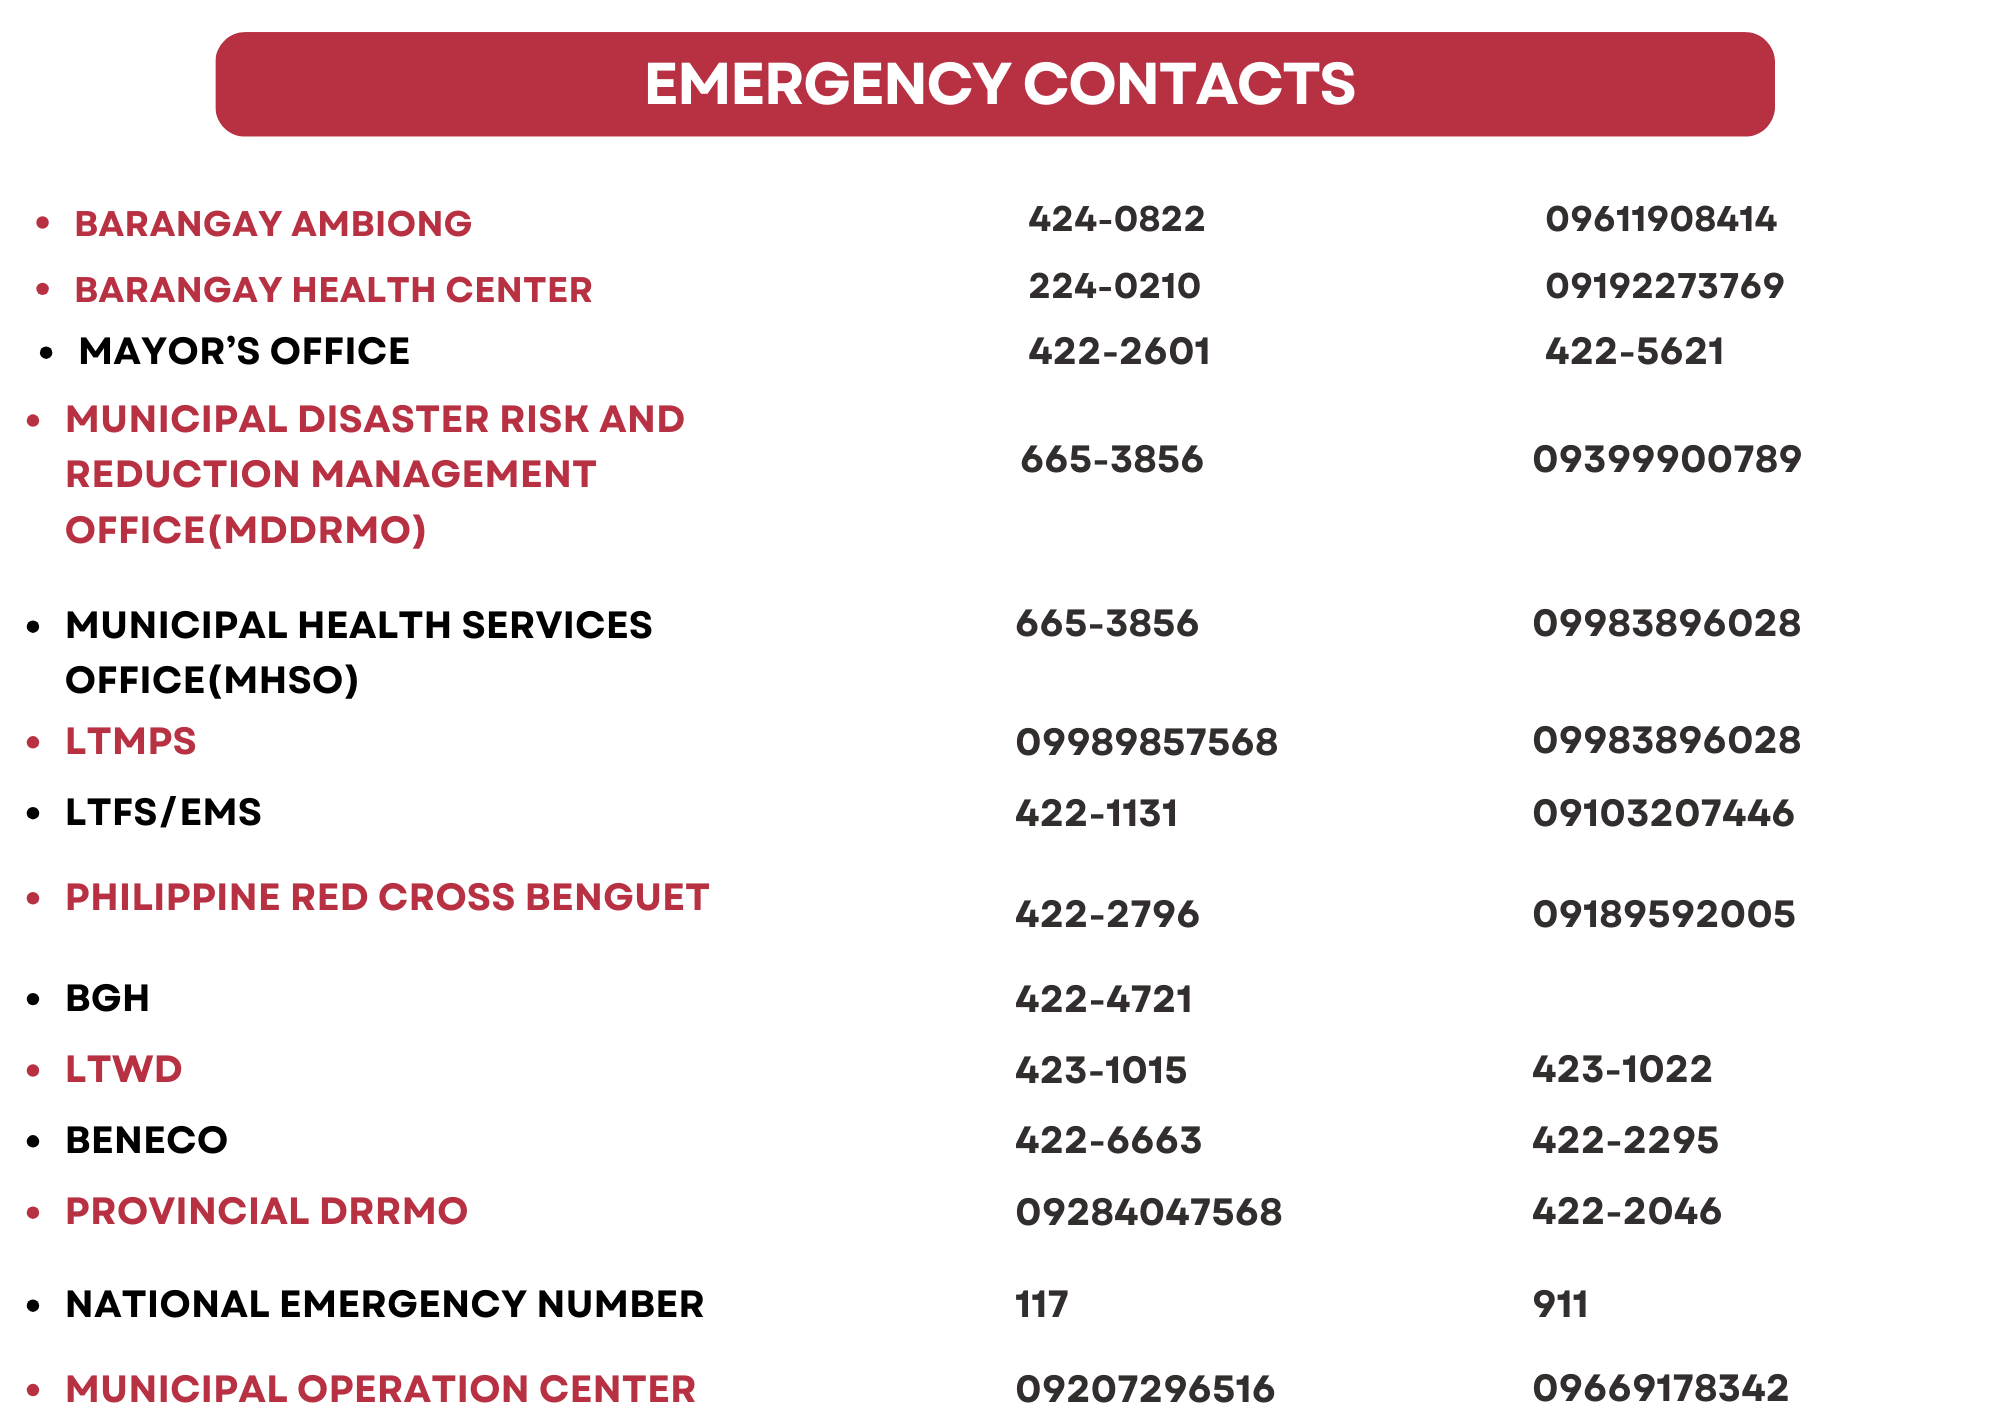 EMERGENCY CONTACTS
• BARANGAY AMBIONG 424-0822 09611908414
• BARANGAY HEALTH CENTER 224-0210 09192273769
• MAYOR’S OFFICE 422-2601 422-5621
• MUNICIPAL DISASTER RISK AND
REDUCTION MANAGEMENT 665-3856 09399900789
OFFICE(MDDRMO)
• MUNICIPAL HEALTH SERVICES 665-3856 09983896028
OFFICE(MHSO)
• LTMPS 09989857568 09983896028
• LTFS/EMS 422-1131 09103207446
• PHILIPPINE RED CROSS BENGUET 422-2796 09189592005
• BGH 422-4721
• LTWD 423-1015 423-1022
• BENECO 422-6663 422-2295
• PROVINCIAL DRRMO 09284047568 422-2046
• NATIONAL EMERGENCY NUMBER 117 911
• MUNICIPAL OPERATION CENTER 09207296516 09669178342